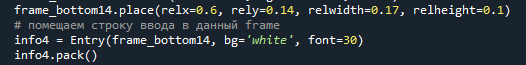 frame_bottom14.place(relx=0.6, rely=0.14, relwidth=0.17, relheight=0.1)
# помещаем строку ввода в данный frame
info4 = Entry(frame_bottom14, bg='white', font=30)
info4.pack()